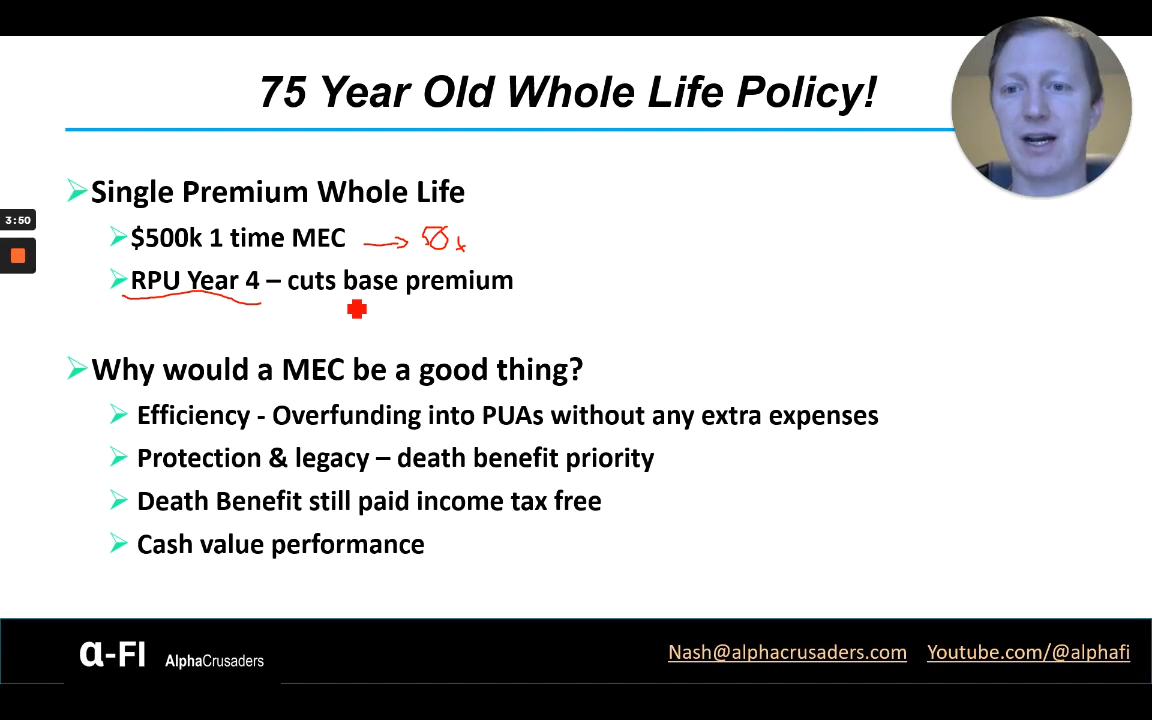 75 Year Old Whole Life Policy!
Single Premium Whole Life
3:50
$500k 1 time MEC
RPU Year 4 – cuts base premium
Why would a MEC be a good thing?
Efficiency - Overfunding into PUAs without any extra expenses
Protection & legacy – death benefit priority
Death Benefit still paid income tax free
Cash value performance
α-FI AlphaCrusaders
Nash@alphacrusaders.com Youtube.com/@alphafi